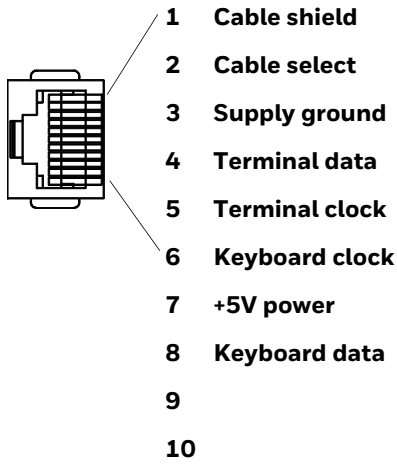 1 Cable shield
2 Cable select
3 Supply ground
4 Terminal data
5 Terminal clock
6 Keyboard clock
7 +5V power
8 Keyboard data
9
10